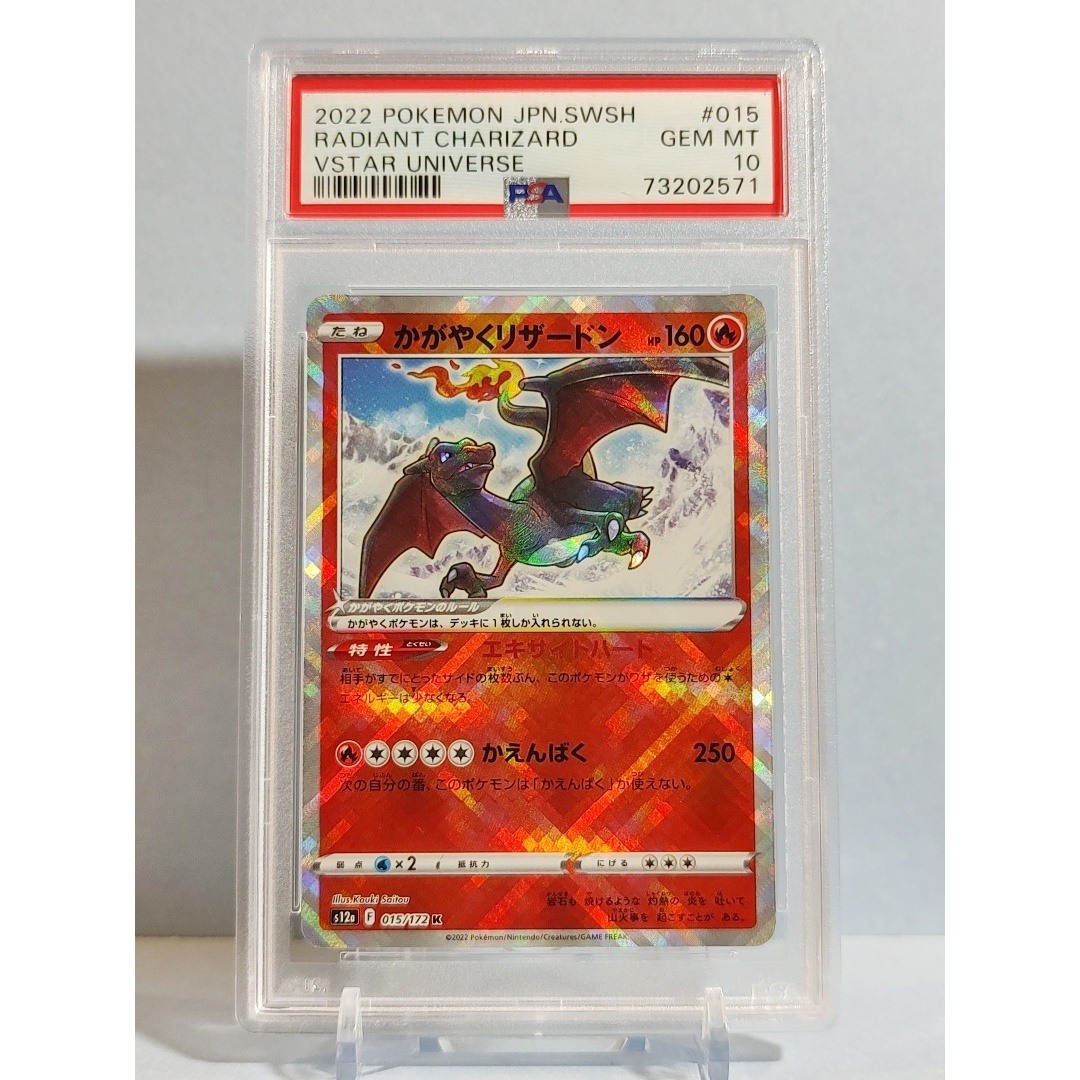 2022 POKEMON JPN.SWSH #015
RADIANT CHARIZARD GEM MT
VSTAR UNIVERSE 10
PSA 73202571
たね かがやくリザードン HP 160
かがやくポケモンのルール
かがやくポケモンは、デッキに1枚しか入れられない。
特性 とくせい エキサイトハート
相手がすでにとったサイドの枚数ぶん、このポケモンがワザを使うための
エネルギーは少なくなる。
かえんばく 250
次の自分の番、このポケモンは「かえんばく」が使えない。
弱点 ×2 抵抗力 にげる
Illus. Kouki Saitou
岩石も 焼けるような 灼熱の 炎を 吐いて
山火事を 起こすことが ある。
s12a F 015/172 K
©2022 Pokémon/Nintendo/Creatures/GAME FREAK